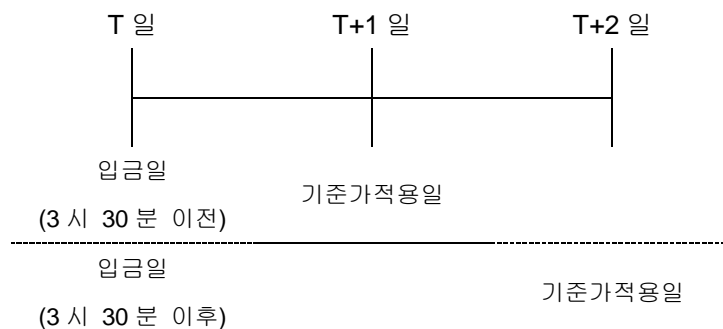 T 일 T+1 일 T+2 일
입금일
(3 시 30 분 이전)
기준가적용일
입금일
(3 시 30 분 이후)
기준가적용일